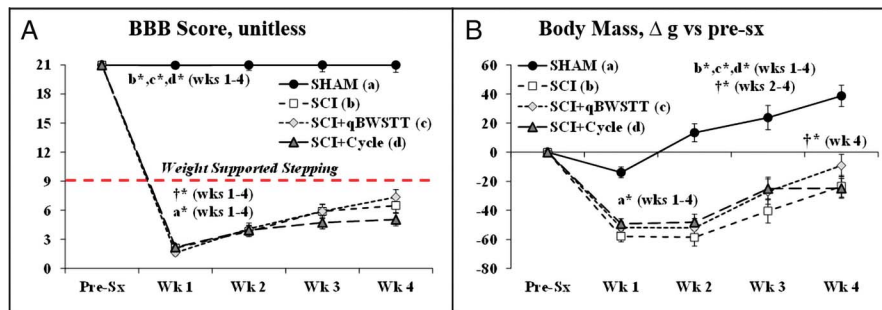 A
BBB Score, unitless
21
18
15
12
9
6
3
0
b*,c*,d* (wks 1-4)
SHAM (a)
SCI (b)
SCI+qBWSTT (c)
SCI+Cycle (d)
Weight Supported Stepping
†* (wks 1-4)
a* (wks 1-4)
Pre-Sx Wk 1 Wk 2 Wk 3 Wk 4
B
Body Mass, Δ g vs pre-sx
60
40
20
0
-20
-40
-60
-80
SHAM (a)
SCI (b)
SCI+qBWSTT (c)
SCI+Cycle (d)
b*,c*,d* (wks 1-4)
†* (wks 2-4)
†* (wk 4)
a* (wks 1-4)
Pre-Sx Wk 1 Wk 2 Wk 3 Wk 4